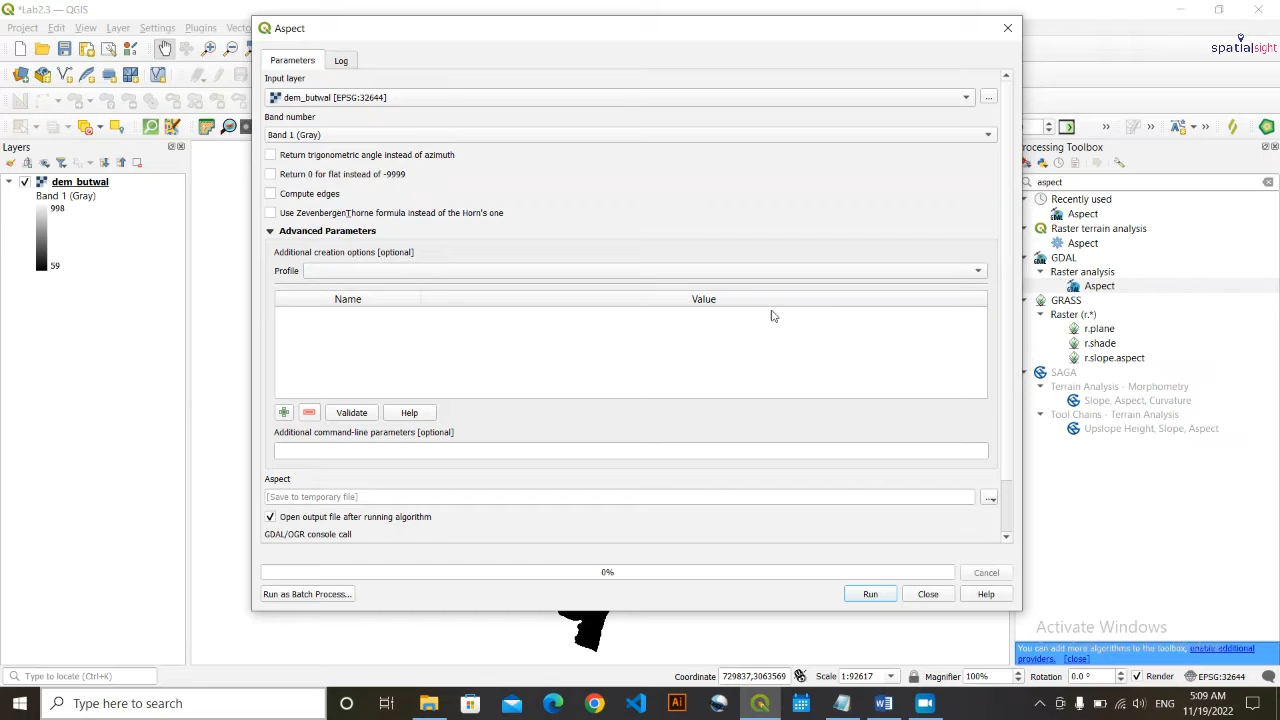 *Lab2.3 — QGIS
Project Edit View Layer Settings Plugins Vecto
spatialsight
Aspect
Parameters Log
Input layer
dem_butwal [EPSG:32644]
...
Band number
Band 1 (Gray)
Return trigonometric angle instead of azimuth
Return 0 for flat instead of -9999
Compute edges
Use ZevenbergenThorne formula instead of the Horn's one
Advanced Parameters
Additional creation options [optional]
Profile
Name Value
Validate Help
Additional command-line parameters [optional]
Aspect
[Save to temporary file]
...
Open output file after running algorithm
GDAL/OGR console call
0%
Cancel
Run as Batch Process...
Run Close Help
Layers
dem_butwal
Band 1 (Gray)
998
59
rocessing Toolbox
aspect
Recently used
Aspect
Raster terrain analysis
Aspect
GDAL
Raster analysis
Aspect
GRASS
Raster (r.*)
r.plane
r.shade
r.slope.aspect
SAGA
Terrain Analysis - Morphometry
Slope, Aspect, Curvature
Tool Chains - Terrain Analysis
Upslope Height, Slope, Aspect
Activate Windows
You can add more algorithms to the toolbox, enable additional
providers. [close]
Type to locate (Ctrl+K)
Coordinate 729837,3063569 Scale 1:92617 Magnifier 100% Rotation 0.0 ° Render EPSG:32644
Type here to search
ENG
5:09 AM
11/19/2022